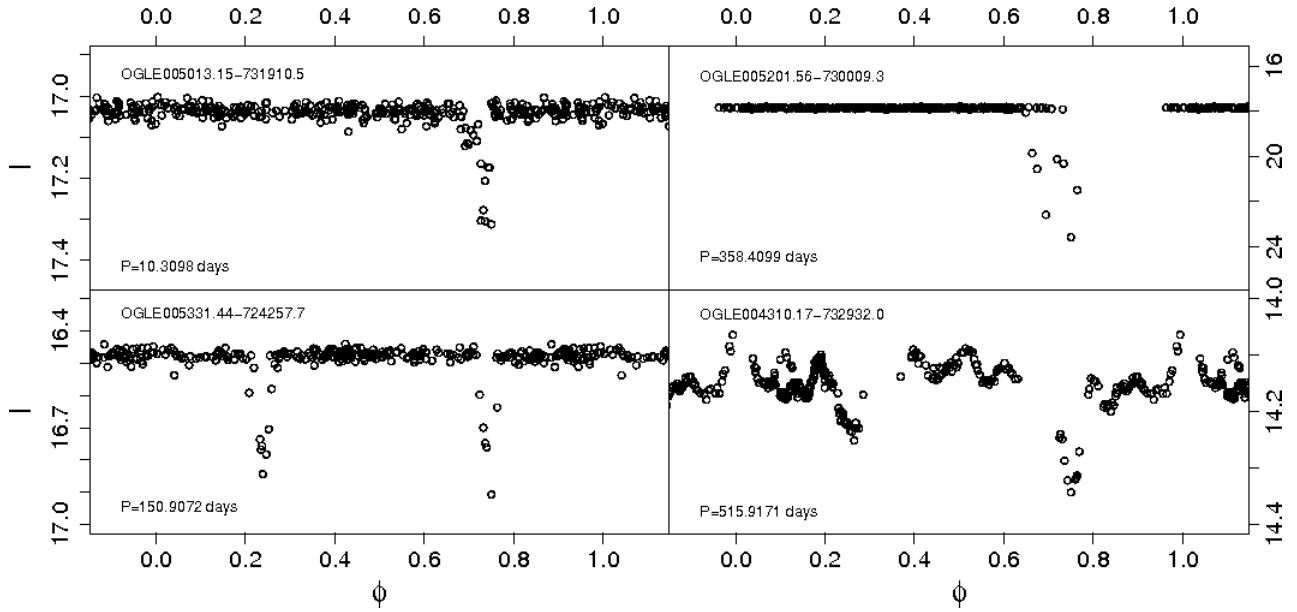 0.0 0.2 0.4 0.6 0.8 1.0 0.0 0.2 0.4 0.6 0.8 1.0
OGLE005013.15−731910.5
17.0
17.2
17.4
I
P=10.3098 days
OGLE005201.56−730009.3
16
20
24
P=358.4099 days
OGLE005331.44−724257.7
16.4
16.7
17.0
I
P=150.9072 days
OGLE004310.17−732932.0
14.0
14.2
14.4
P=515.9171 days
0.0 0.2 0.4 0.6 0.8 1.0 0.0 0.2 0.4 0.6 0.8 1.0
ϕ ϕ